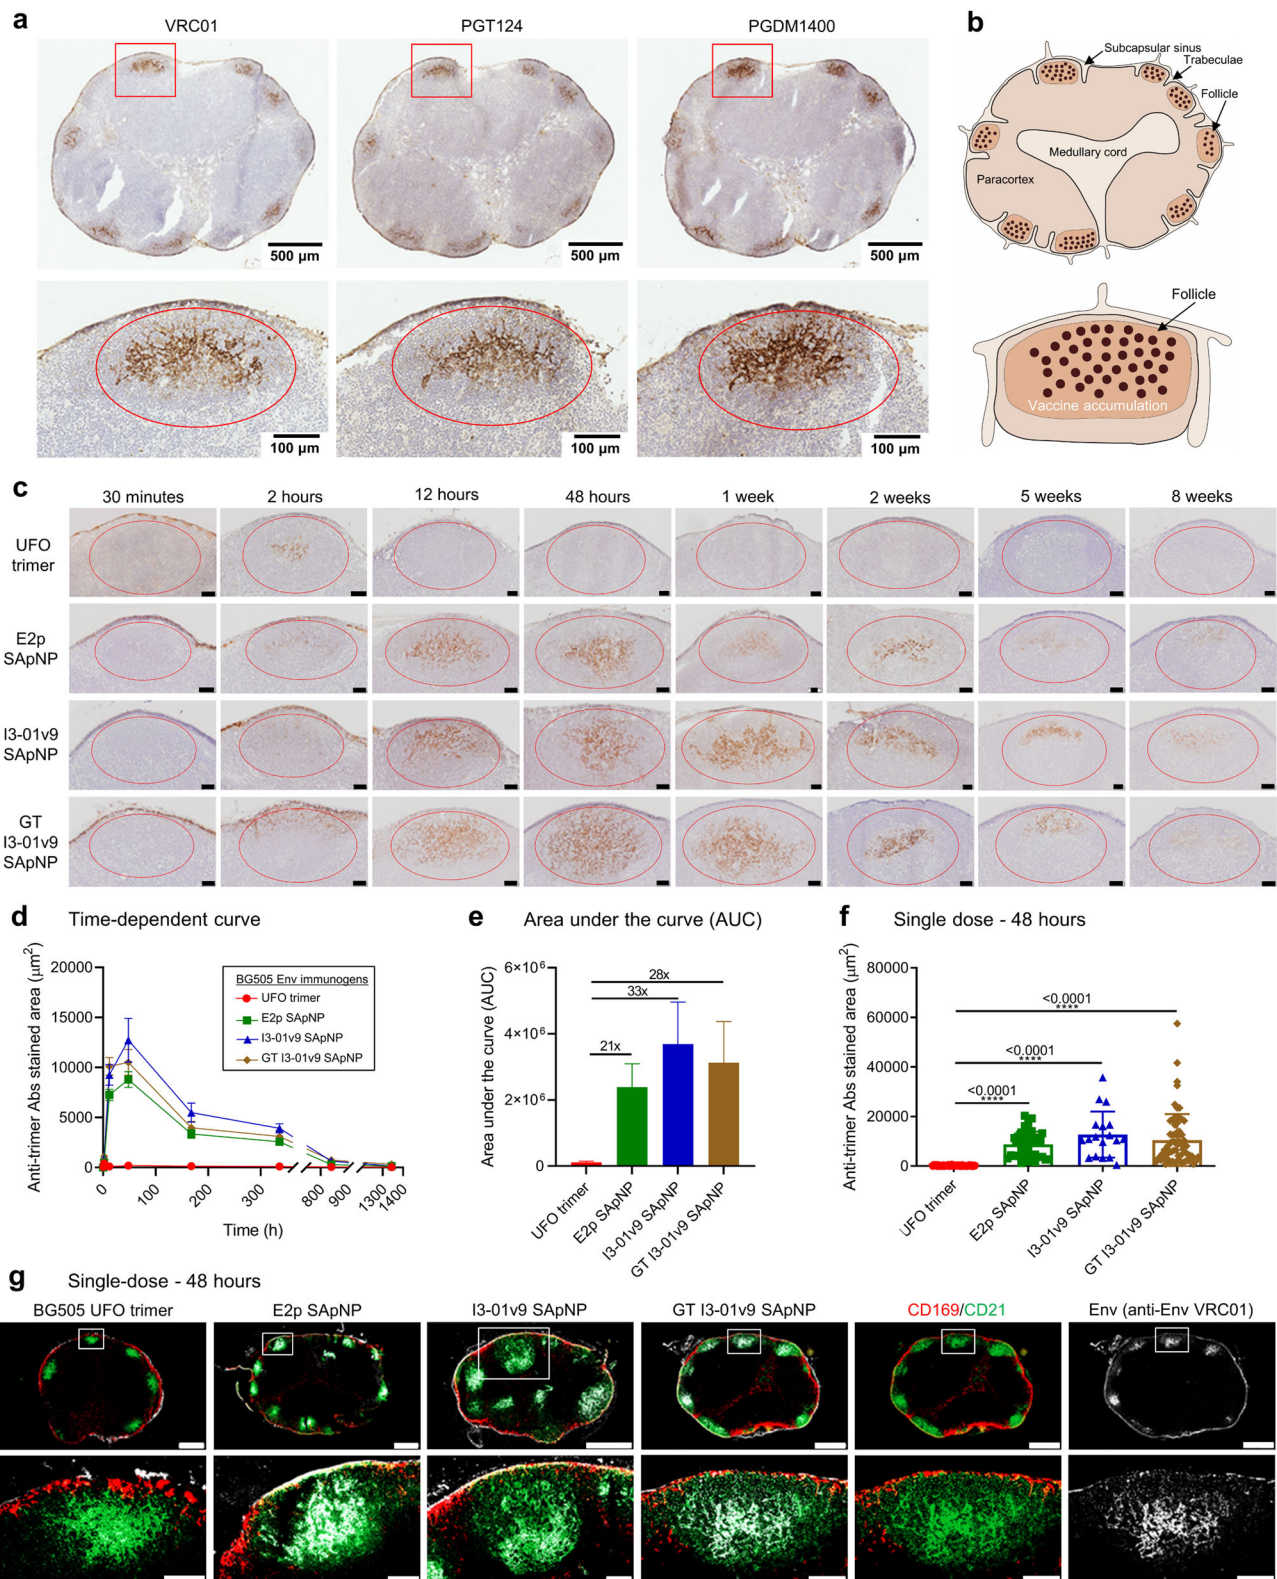 a
VRC01
PGT124
PGDM1400
500 µm
500 µm
500 µm
100 µm
100 µm
100 µm
b
Subcapsular sinus
Trabeculae
Follicle
Medullary cord
Paracortex
Follicle
Vaccine accumulation
c
30 minutes
2 hours
12 hours
48 hours
1 week
2 weeks
5 weeks
8 weeks
UFO
trimer
E2p
SApNP
I3-01v9
SApNP
GT
I3-01v9
SApNP
d Time-dependent curve
Anti-trimer Abs stained area (µm²)
20000
15000
10000
5000
0
BG505 Env immunogens
UFO trimer
E2p SApNP
I3-01v9 SApNP
GT I3-01v9 SApNP
0 100 200 300 800 900 1300 1400
Time (h)
e Area under the curve (AUC)
Area under the curve (AUC)
6×10⁶
4×10⁶
2×10⁶
0
28x
33x
21x
UFO trimer
E2p SApNP
I3-01v9 SApNP
GT I3-01v9 SApNP
f Single dose - 48 hours
Anti-trimer Abs stained area (µm²)
80000
60000
40000
20000
0
<0.0001
****
<0.0001
****
<0.0001
****
UFO trimer
E2p SApNP
I3-01v9 SApNP
GT I3-01v9 SApNP
g Single-dose - 48 hours
BG505 UFO trimer
E2p SApNP
I3-01v9 SApNP
GT I3-01v9 SApNP
CD169/CD21
Env (anti-Env VRC01)